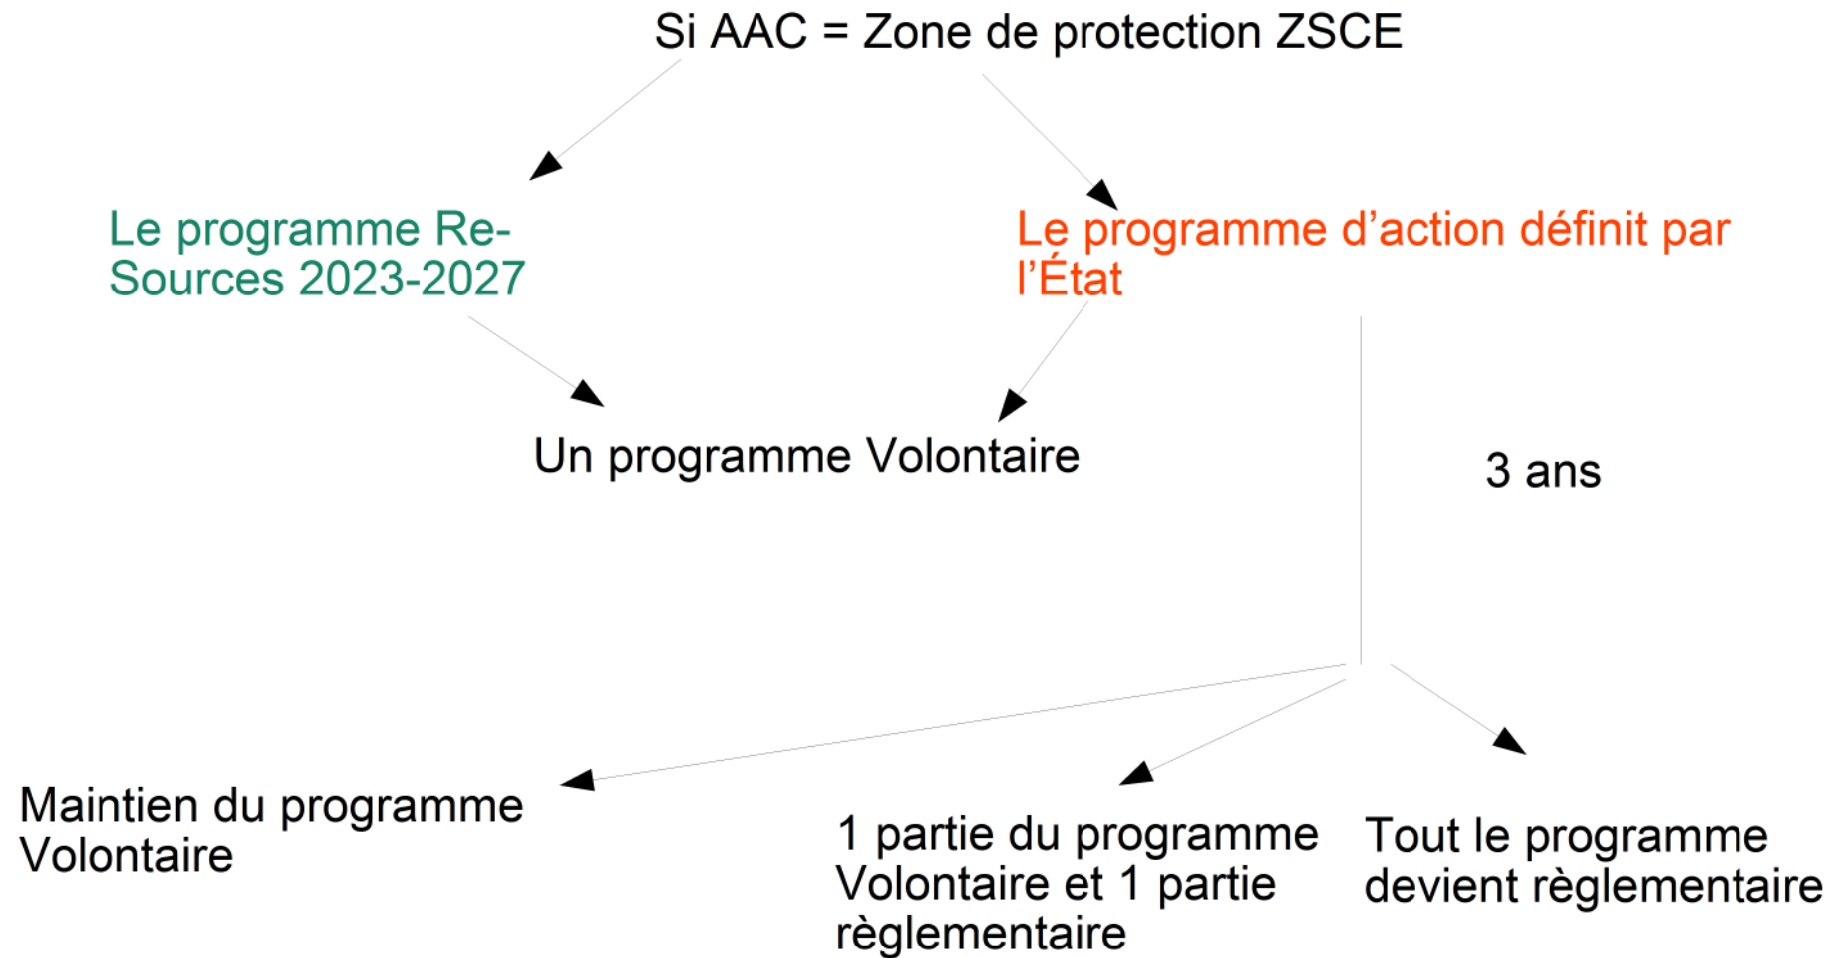 Si AAC = Zone de protection ZSCE
Le programme Re-
Sources 2023-2027
Le programme d’action définit par
l’État
Un programme Volontaire
3 ans
Maintien du programme
Volontaire
1 partie du programme
Volontaire et 1 partie
règlementaire
Tout le programme
devient règlementaire